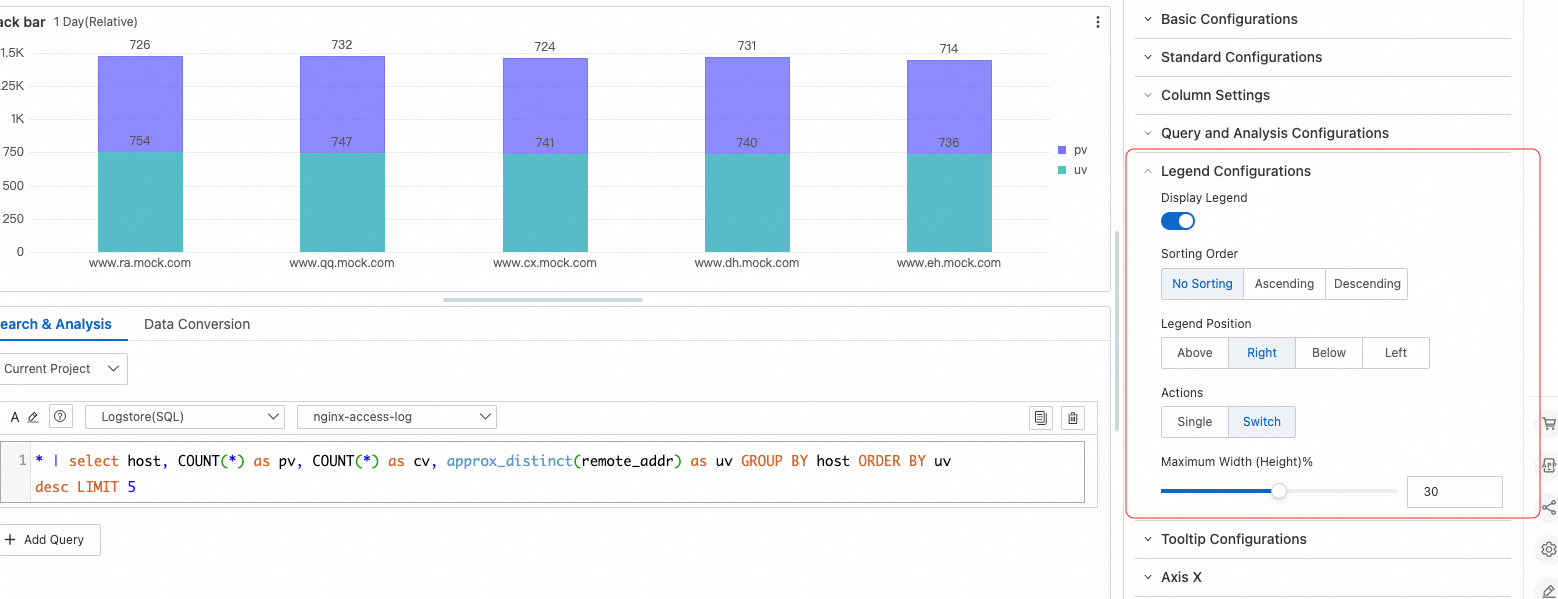 ack bar 1 Day(Relative)
726 732 724 731 714
1.5K
.25K
1K
754 747 741 740 736
750
500
250
0
pv
uv
www.ra.mock.com www.qq.mock.com www.cx.mock.com www.dh.mock.com www.eh.mock.com
earch & Analysis Data Conversion
Current Project
A Logstore(SQL) nginx-access-log
1 * | select host, COUNT(*) as pv, COUNT(*) as cv, approx_distinct(remote_addr) as uv GROUP BY host ORDER BY uv
desc LIMIT 5
+ Add Query
Basic Configurations
Standard Configurations
Column Settings
Query and Analysis Configurations
Legend Configurations
Display Legend
Sorting Order
No Sorting Ascending Descending
Legend Position
Above Right Below Left
Actions
Single Switch
Maximum Width (Height)%
30
Tooltip Configurations
Axis X
API